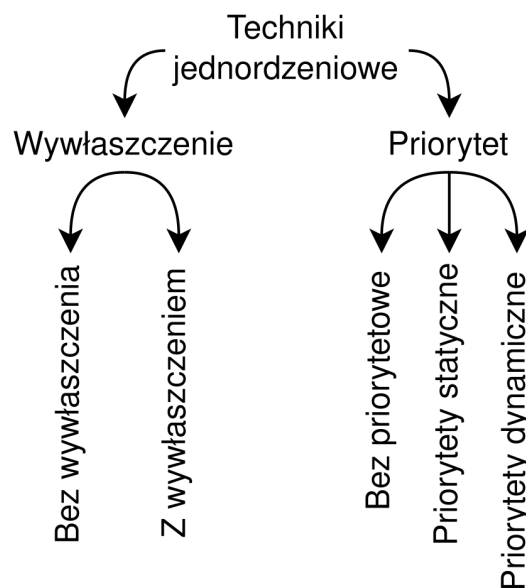 Techniki
jednordzeniowe
Wywłaszczenie
Priorytet
Bez wywłaszczenia
Z wywłaszczeniem
Bez priorytetowe
Priorytety statyczne
Priorytety dynamiczne